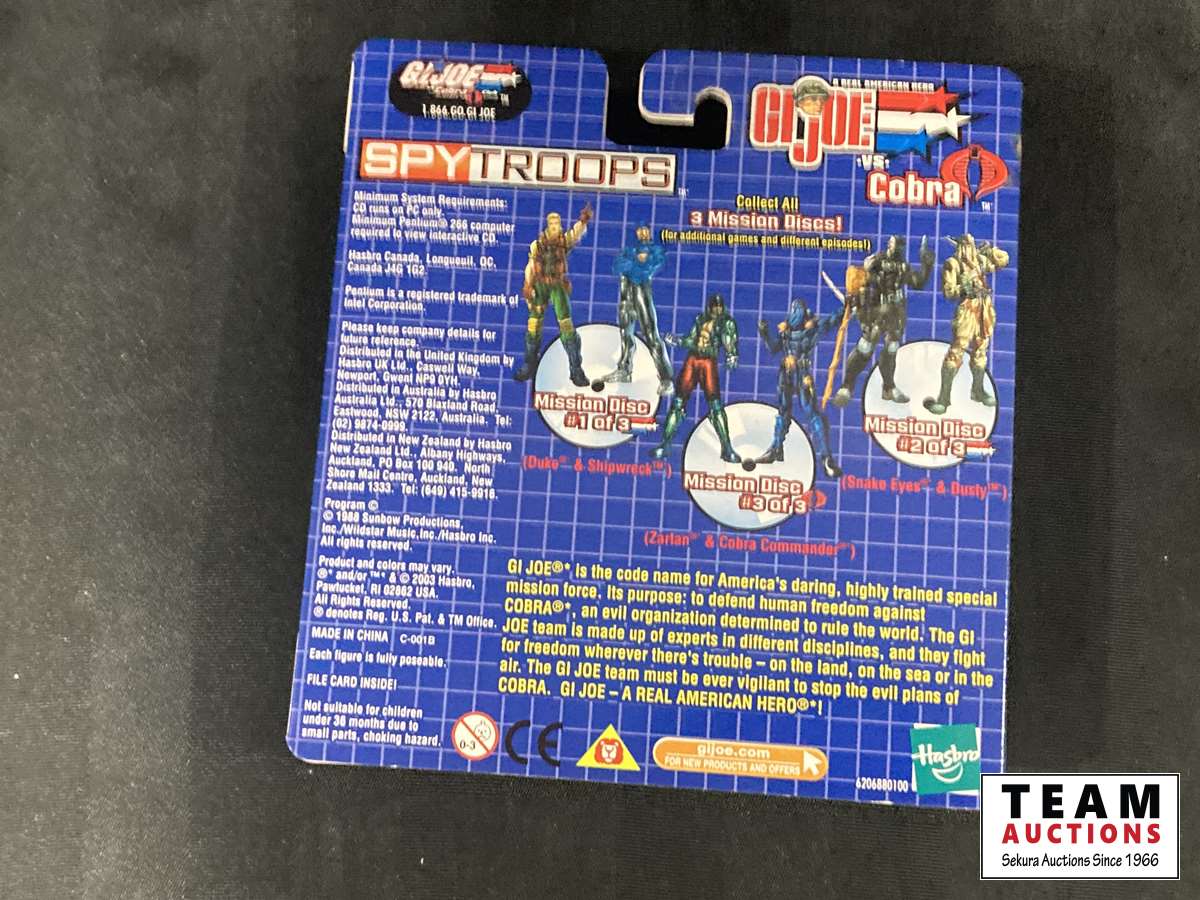 GI JOE
vs. Cobra TM
1.866.GO GI JOE
SPYTROOPS™
A REAL AMERICAN HERO
GI JOE
·VS.·
Cobra
TM
Minimum System Requirements:
CD runs on PC only.
Minimum Pentium® 266 computer
required to view interactive CD.
Hasbro Canada, Longueuil, QC,
Canada J4G 1G2.
Pentium is a registered trademark of
Intel Corporation.
Please keep company details for
future reference.
Distributed in the United Kingdom by
Hasbro UK Ltd., Caswell Way,
Newport, Gwent NP9 0YH.
Distributed in Australia by Hasbro
Australia Ltd., 570 Blaxland Road,
Eastwood, NSW 2122, Australia. Tel:
(02) 9874-0999.
Distributed in New Zealand by Hasbro
New Zealand Ltd., Albany Highways,
Auckland, PO Box 100 940. North
Shore Mail Centre, Auckland, New
Zealand 1333. Tel: (649) 415-9916.
Program ©
© 1988 Sunbow Productions,
Inc./Wildstar Music,Inc./Hasbro Inc.
All rights reserved.
Product and colors may vary.
®* and/or ™* & © 2003 Hasbro,
Pawtucket, RI 02862 USA.
All Rights Reserved.
® denotes Reg. U.S. Pat. & TM Office.
MADE IN CHINA C-001B
Each figure is fully poseable.
FILE CARD INSIDE!
Not suitable for children
under 36 months due to
small parts, choking hazard.
Collect All
3 Mission Discs!
(for additional games and different episodes!)
Mission Disc
#1 of 3
(Duke® & Shipwreck™)
Mission Disc
#2 of 3
(Snake Eyes® & Dusty™)
Mission Disc
#3 of 3
(Zartan® & Cobra Commander®)
GI JOE®* is the code name for America's daring, highly trained special
mission force. Its purpose: to defend human freedom against
COBRA®*, an evil organization determined to rule the world. The GI
JOE team is made up of experts in different disciplines, and they fight
for freedom wherever there's trouble – on the land, on the sea or in the
air. The GI JOE team must be ever vigilant to stop the evil plans of
COBRA. GI JOE – A REAL AMERICAN HERO®*!
0-3
CE
gijoe.com
FOR NEW PRODUCTS AND OFFERS
6206880100
Hasbro
TEAM
AUCTIONS
Sekura Auctions Since 1966